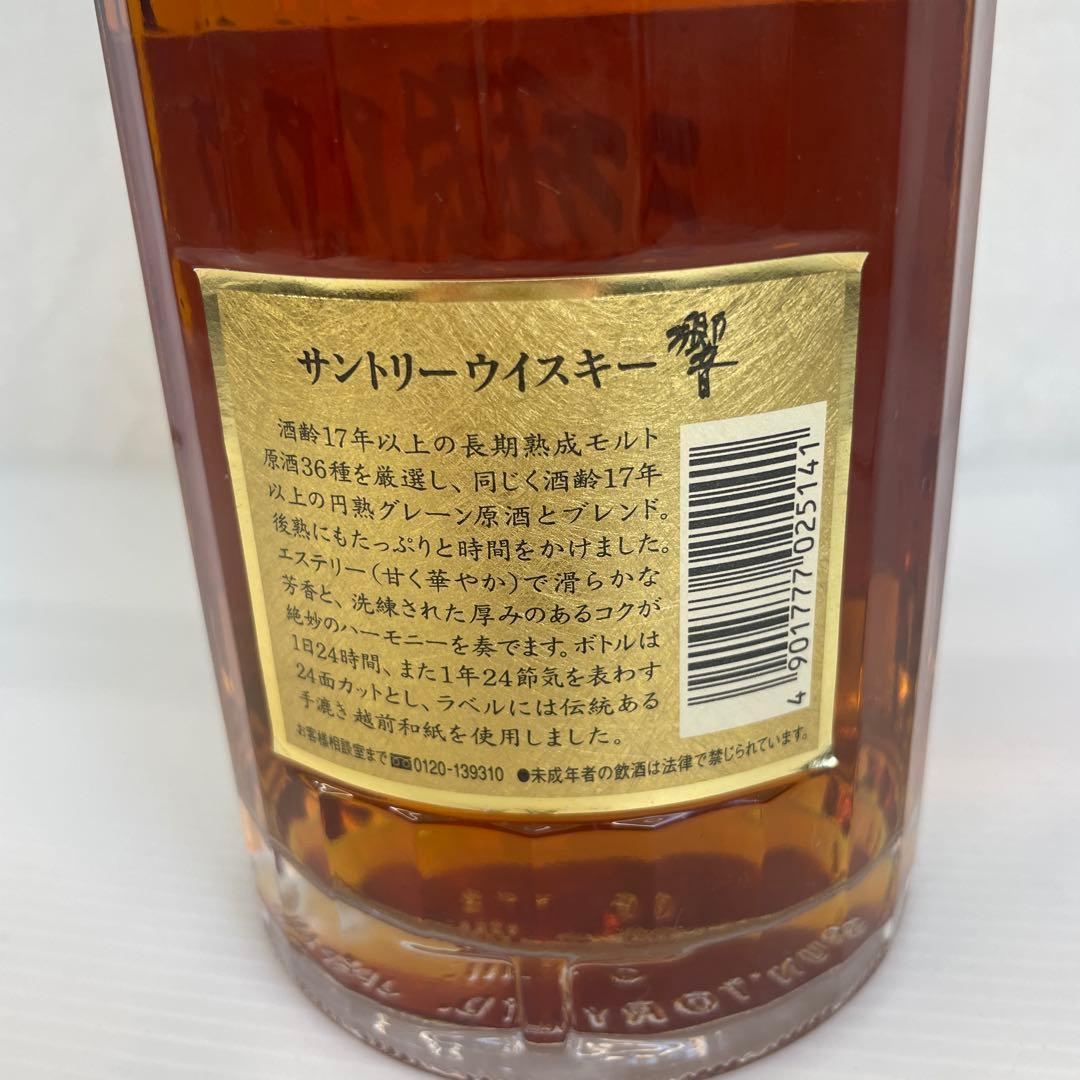 サントリーウイスキー 響
酒齢17年以上の長期熟成モルト
原酒36種を厳選し、同じく酒齢17年
以上の円熟グレーン原酒とブレンド。
後熟にもたっぷりと時間をかけました。
エステリー(甘く華やか)で滑らかな
芳香と、洗練された厚みのあるコクが
絶妙のハーモニーを奏でます。ボトルは
1日24時間、また1年24節気を表わす
24面カットとし、ラベルには伝統ある
手漉き越前和紙を使用しました。
お客様相談室まで 0120-139310 ●未成年者の飲酒は法律で禁じられています。
4 901777 025141